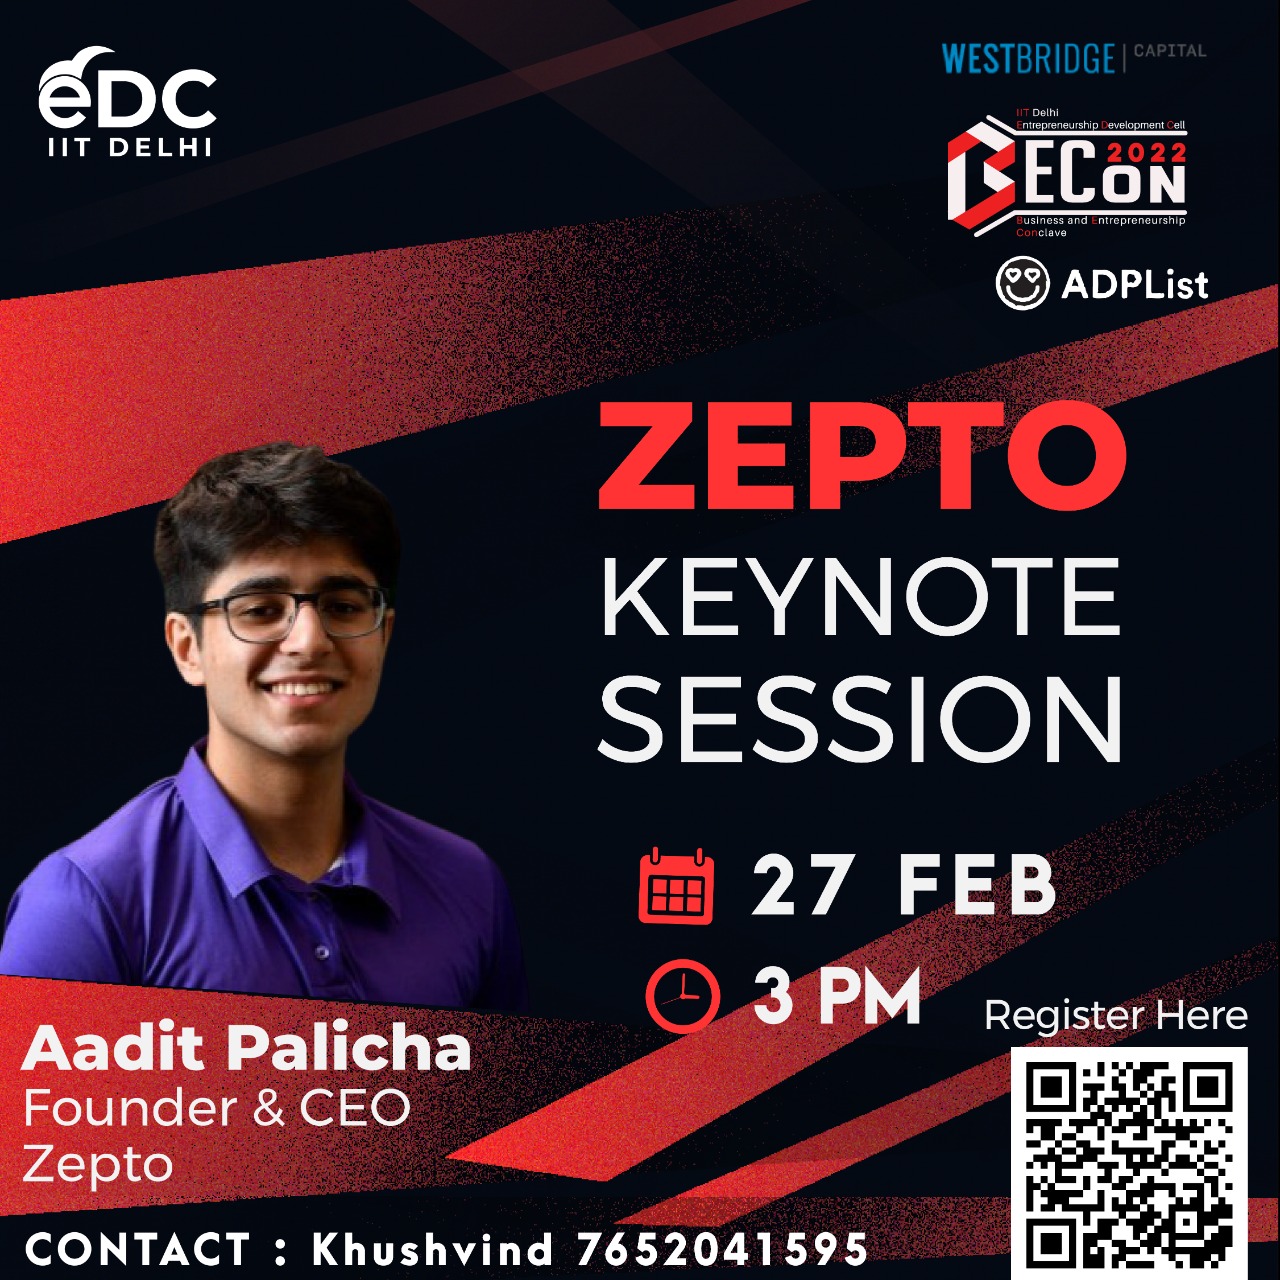 eDC
IIT DELHI
WESTBRIDGE | CAPITAL
IIT Delhi
Entrepreneurship Development Cell
BECON 2022
Business and Entrepreneurship
Conclave
ADPList
ZEPTO
KEYNOTE
SESSION
27 FEB
3 PM
Register Here
Aadit Palicha
Founder & CEO
Zepto
CONTACT : Khushvind 7652041595